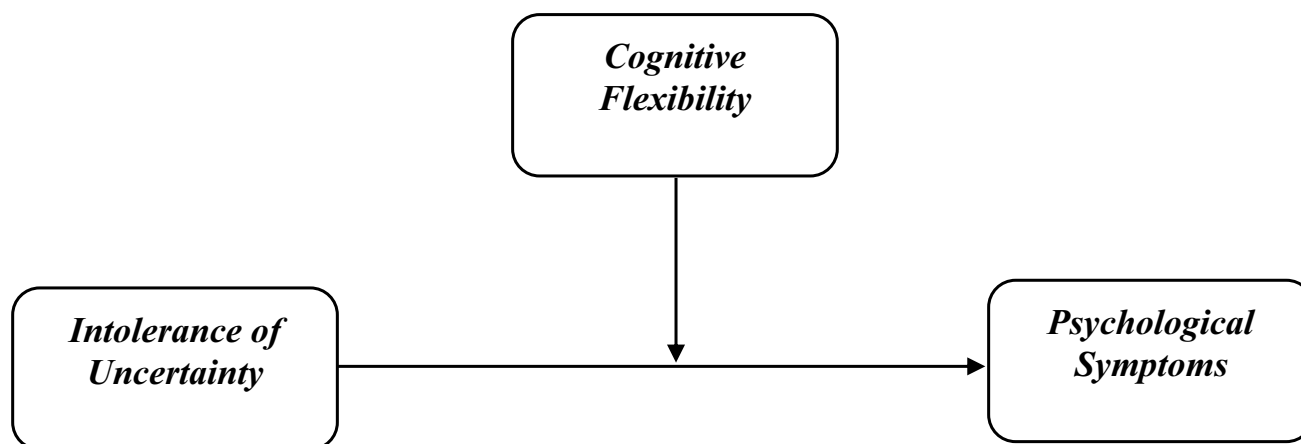 Cognitive
Flexibility
Intolerance of
Uncertainty
Psychological
Symptoms